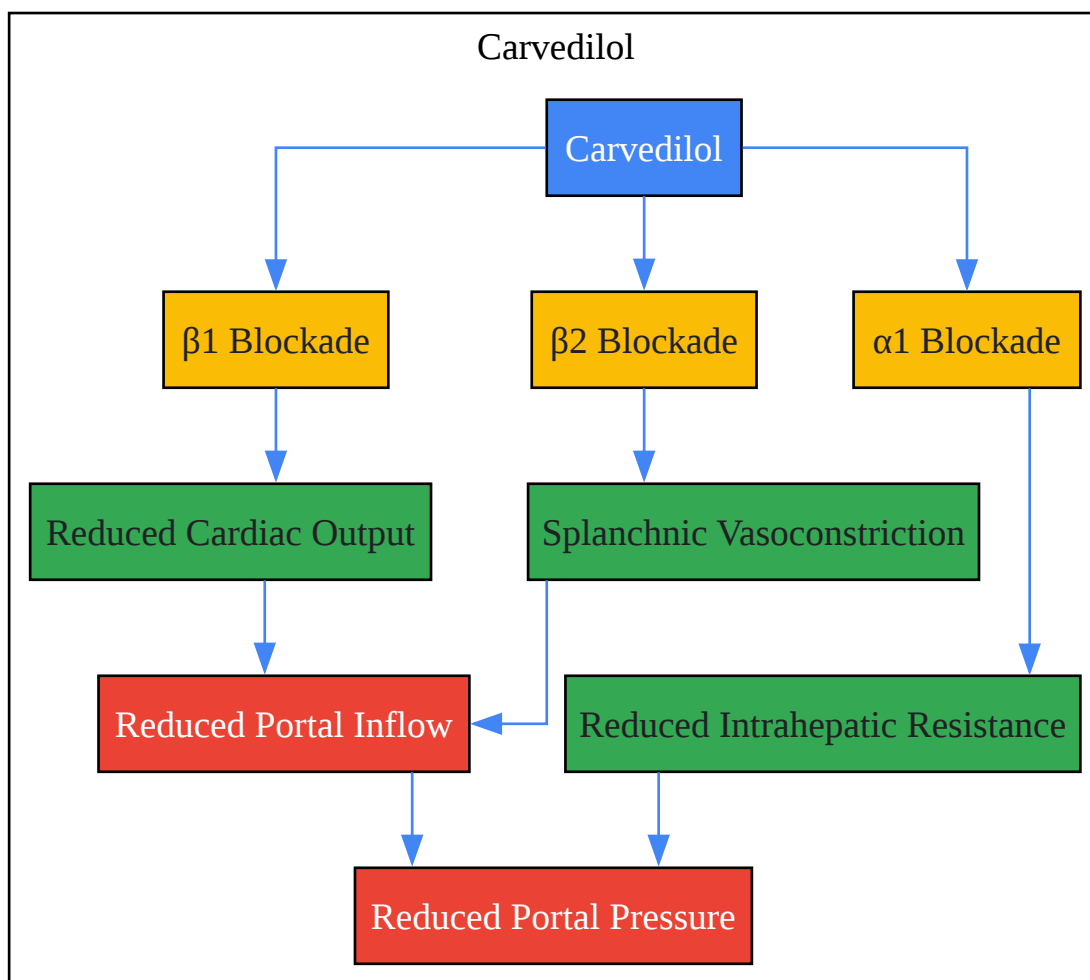 Carvedilol
Carvedilol
β1 Blockade
β2 Blockade
α1 Blockade
Reduced Cardiac Output
Splanchnic Vasoconstriction
Reduced Portal Inflow
Reduced Intrahepatic Resistance
Reduced Portal Pressure